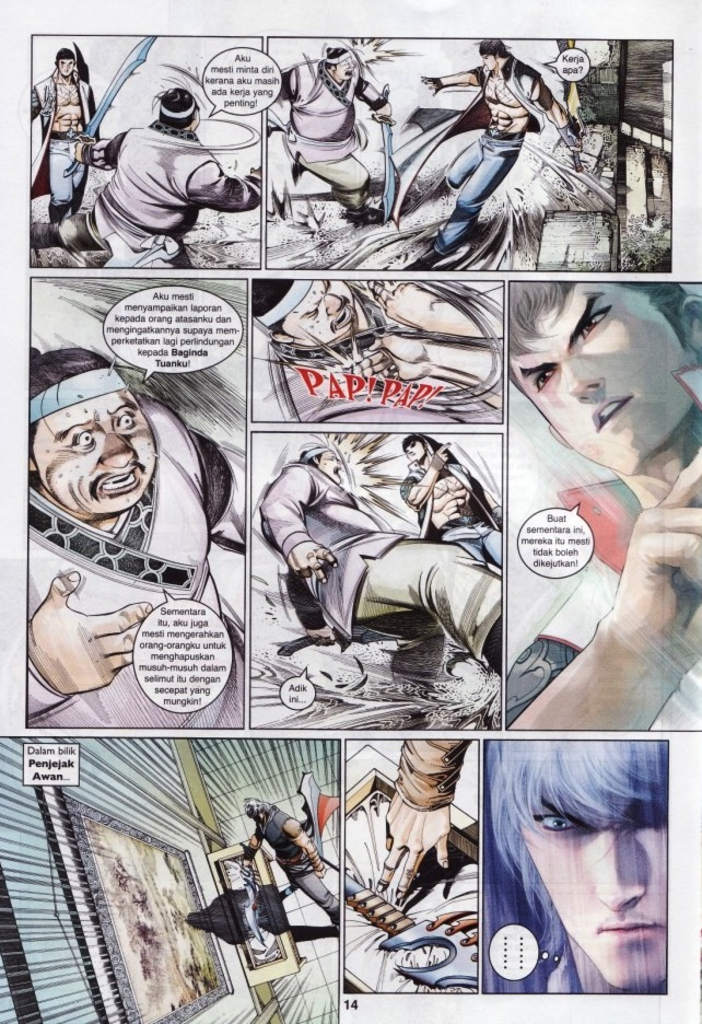 Aku
mesti minta diri
kerana aku masih
ada kerja yang
penting!
Kerja
apa?
Aku mesti
menyampaikan laporan
kepada orang atasanku dan
mengingatkannya supaya mem-
perketatkan lagi perlindungan
kepada Baginda
Tuanku!
Sementara
itu, aku juga
mesti mengerahkan
orang-orangku untuk
menghapuskan
musuh-musuh dalam
selimut itu dengan
secepat yang
mungkin!
PAP! PAP!
Adik
ini...
Buat
sementara ini,
mereka itu mesti
tidak boleh
dikejutkan!
Dalam bilik
Penjejak
Awan...
14